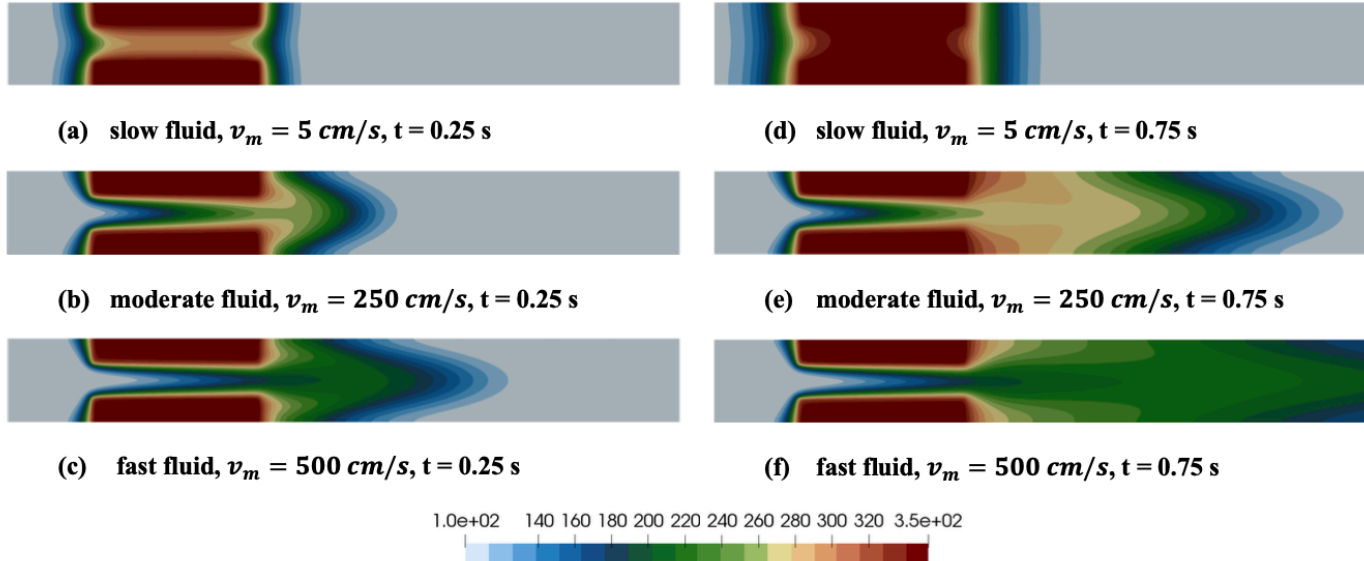 (a) slow fluid, v_m = 5 cm/s, t = 0.25 s
(d) slow fluid, v_m = 5 cm/s, t = 0.75 s
(b) moderate fluid, v_m = 250 cm/s, t = 0.25 s
(e) moderate fluid, v_m = 250 cm/s, t = 0.75 s
(c) fast fluid, v_m = 500 cm/s, t = 0.25 s
(f) fast fluid, v_m = 500 cm/s, t = 0.75 s
1.0e+02 140 160 180 200 220 240 260 280 300 320 3.5e+02